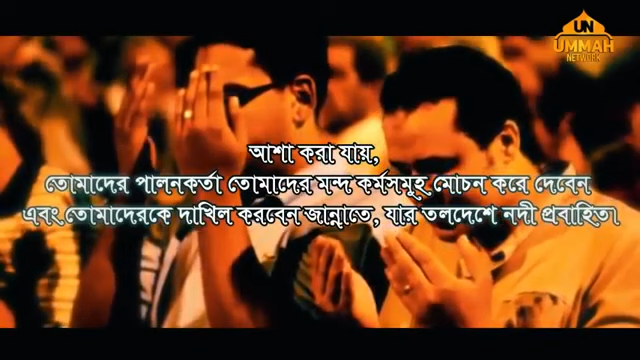 UN
UMMAH
NETWORK
আশা করা যায়,
তোমাদের পালনকর্তা তোমাদের মন্দ কর্মসমূহ মোচন করে দেবেন
এবং তোমাদেরকে দাখিল করবেন জান্নাতে, যার তলদেশে নদী প্রবাহিত।